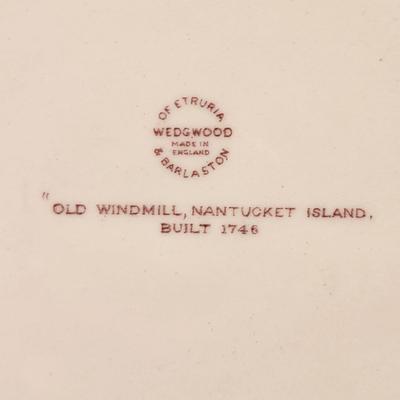 OF ETRURIA
WEDGWOOD
MADE IN
ENGLAND
& BARLASTON
"OLD WINDMILL, NANTUCKET ISLAND,
BUILT 1746